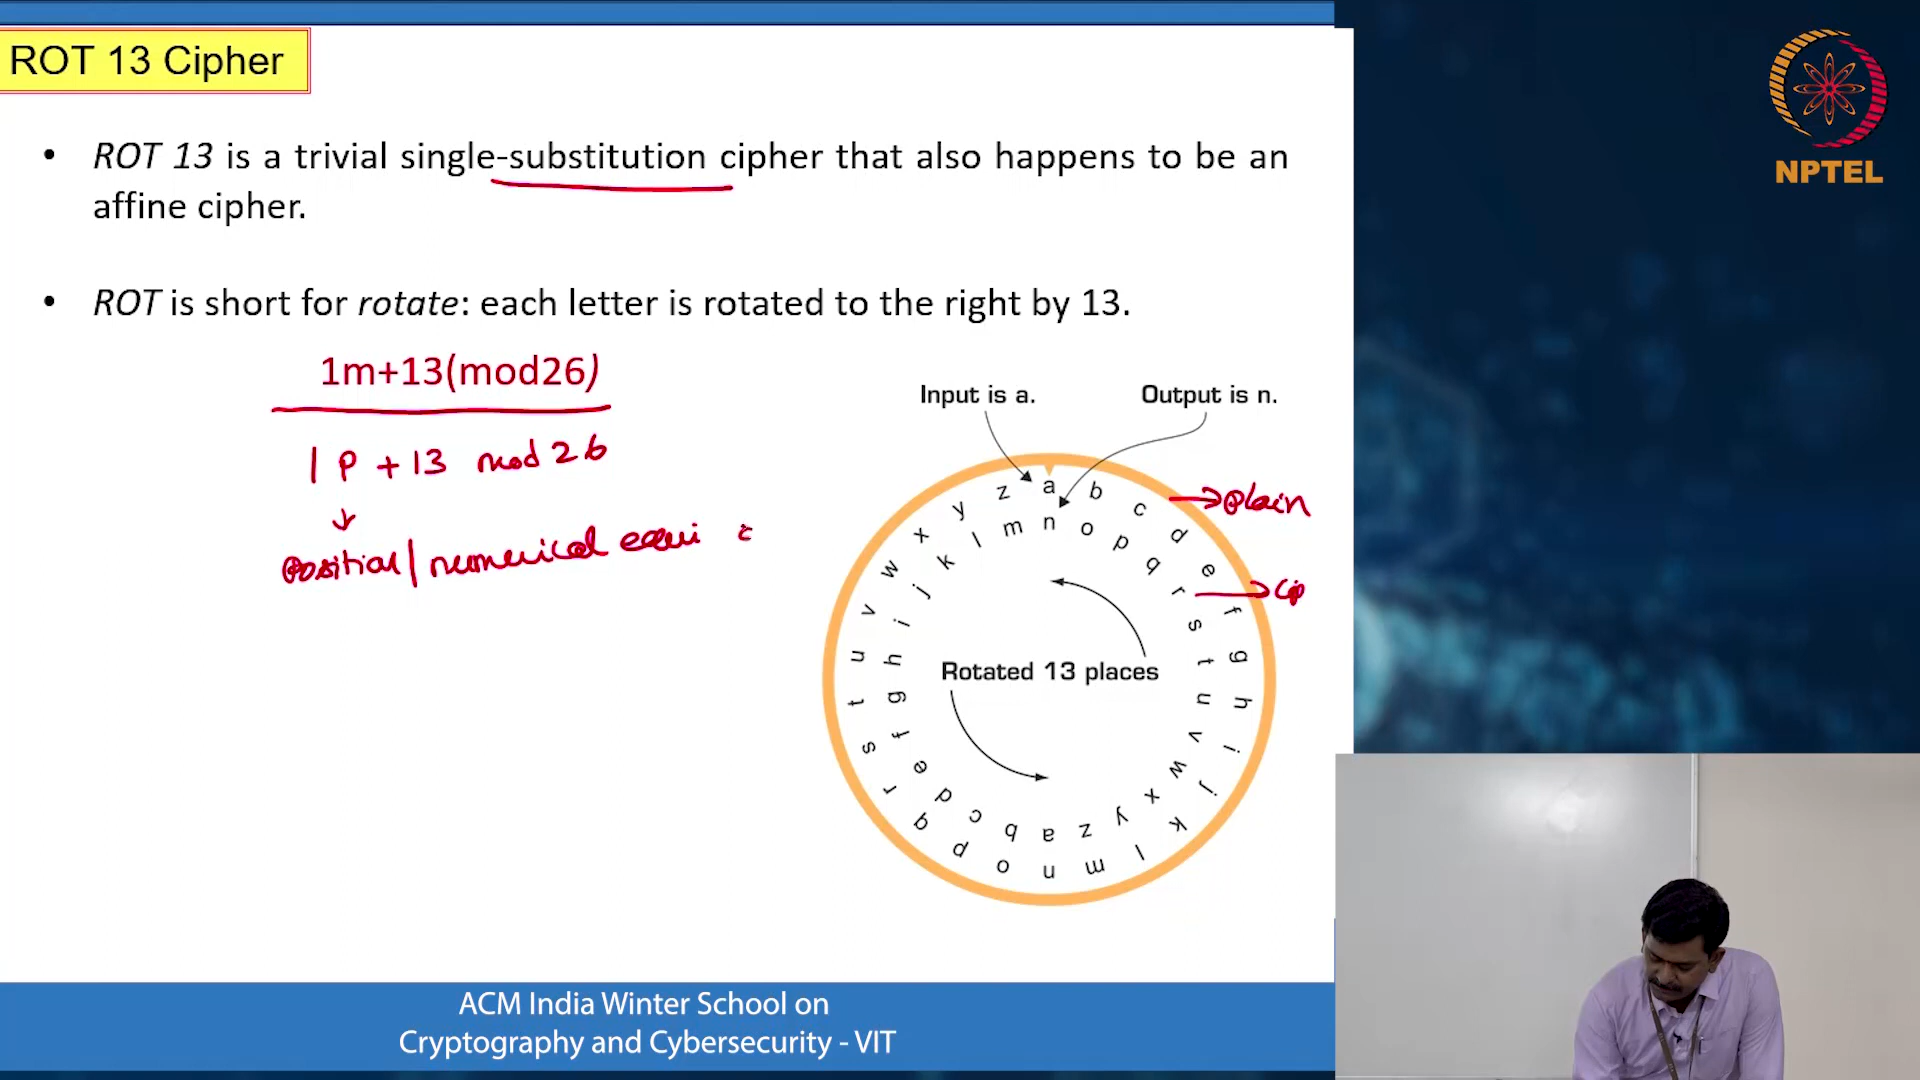 ROT 13 Cipher
NPTEL
• ROT 13 is a trivial single-substitution cipher that also happens to be an
affine cipher.
• ROT is short for rotate: each letter is rotated to the right by 13.
1m+13(mod26)
1 P + 13 mod 26
Positial | numerical equi
Input is a.
Output is n.
a b c d e f g h i j k l m n o p q r s t u v w x y z
n o p q r s t u v w x y z a b c d e f g h i j k l m
→ plain
→ Cip
Rotated 13 places
ACM India Winter School on
Cryptography and Cybersecurity - VIT